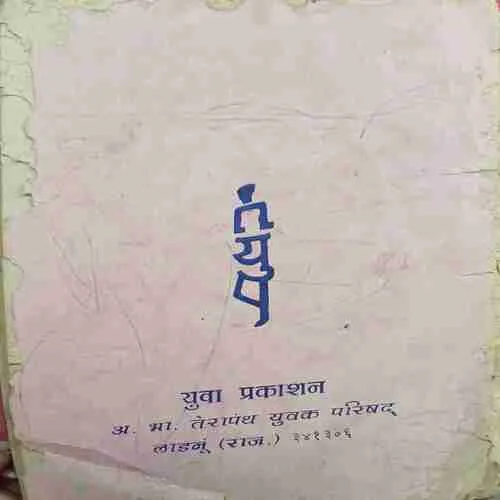 तेयुप
युवा प्रकाशन
अ. भा. तेरापंथ युवक परिषद्
लाडनूं (राज.) ३४१३०६